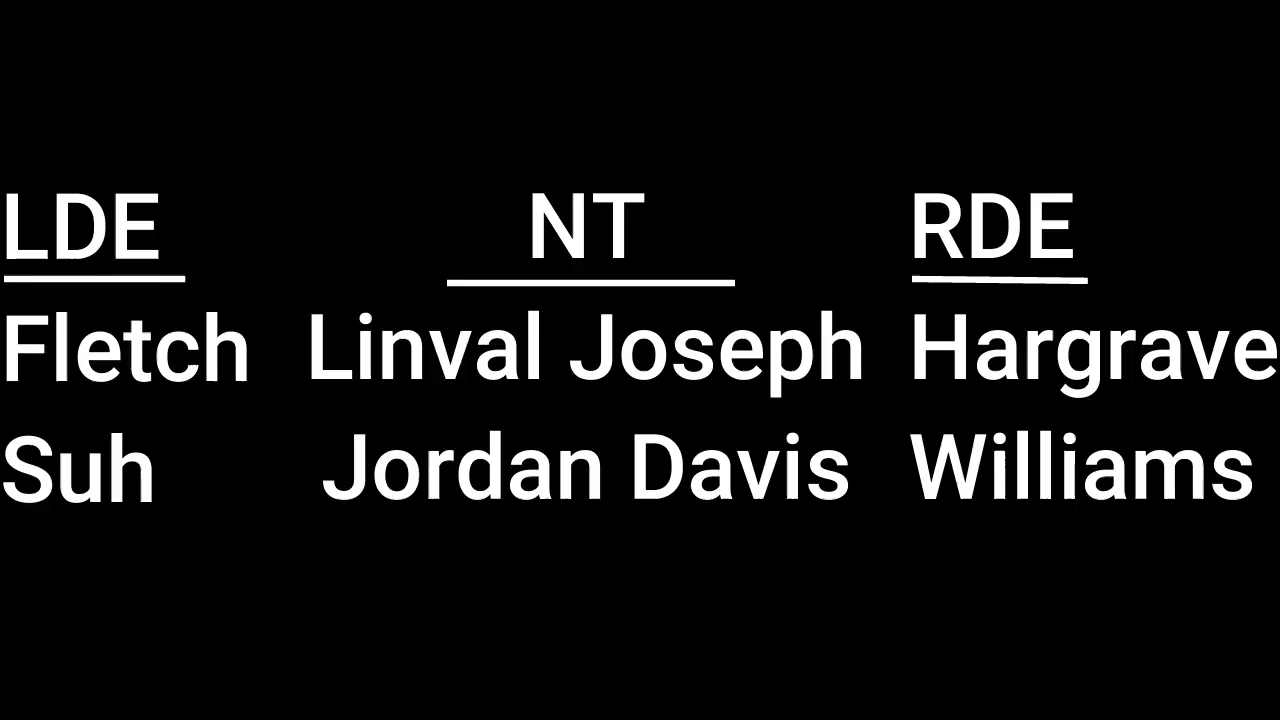 LDE NT RDE
Fletch Linval Joseph Hargrave
Suh Jordan Davis Williams